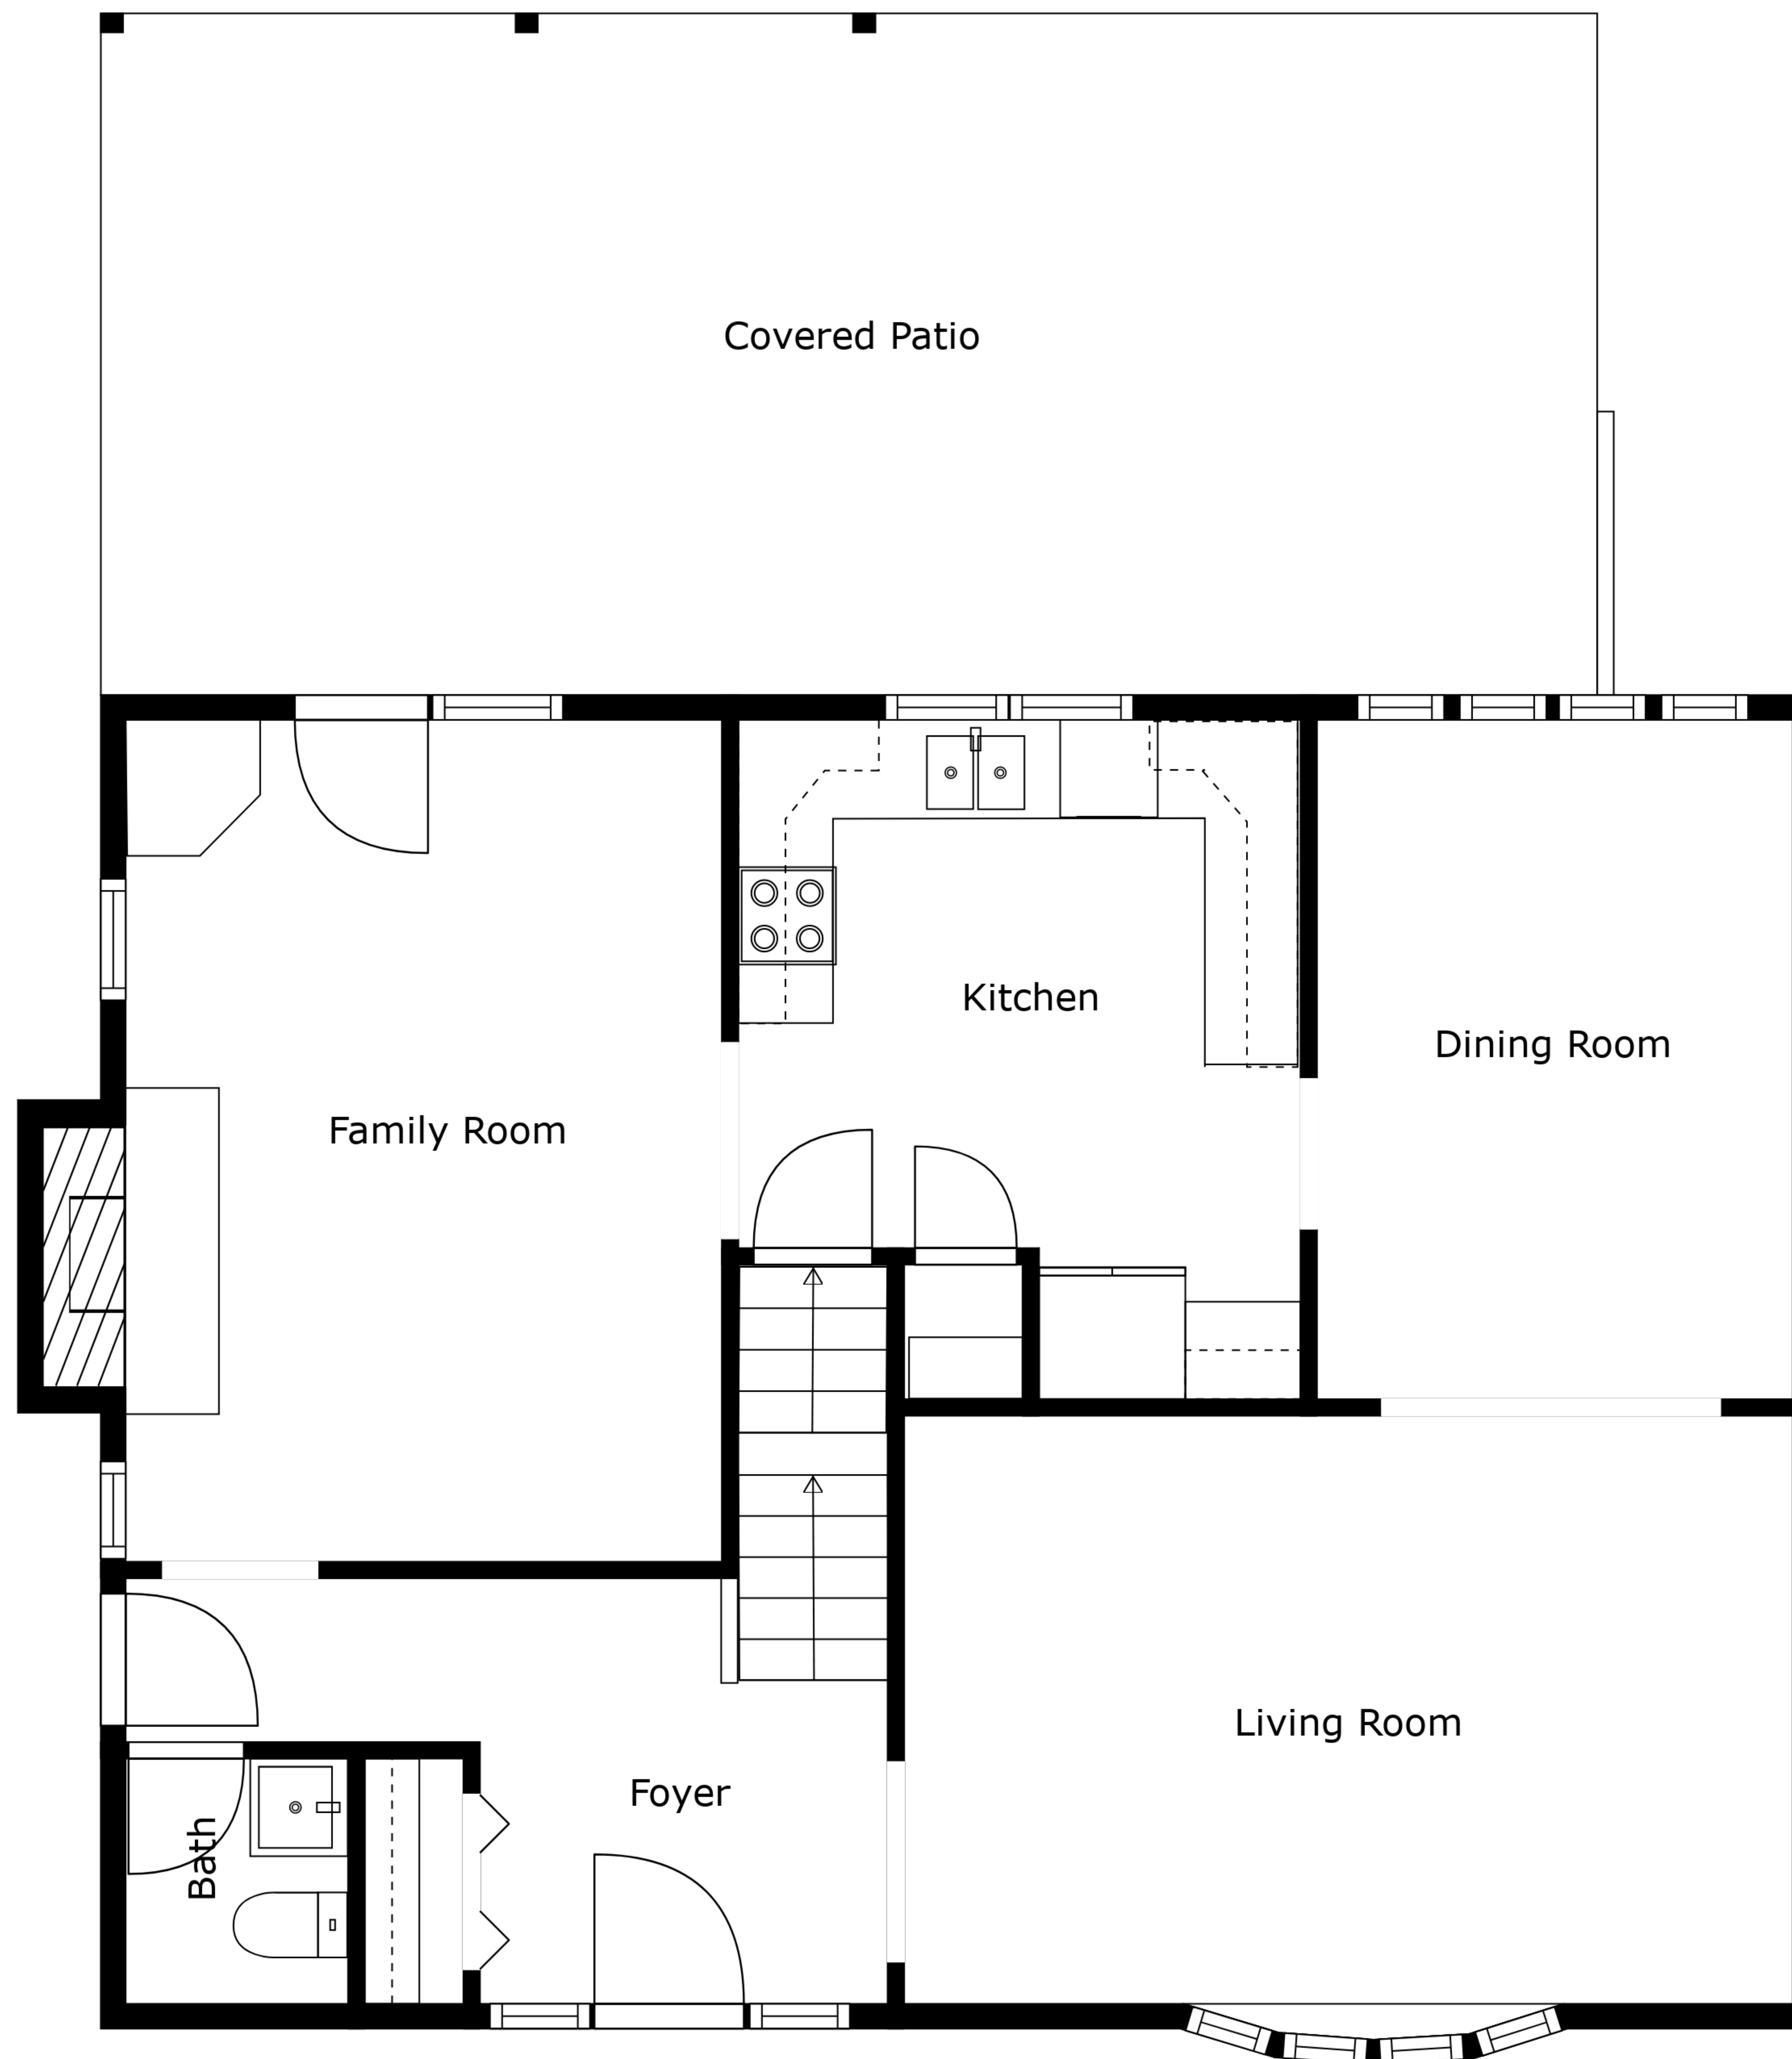 Covered Patio
Kitchen
Dining Room
Family Room
Living Room
Foyer
Bath